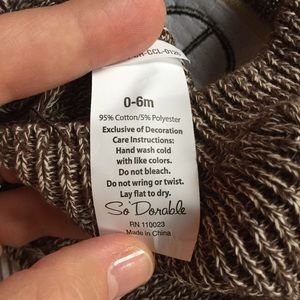 0-6m
95% Cotton/5% Polyester
Exclusive of Decoration
Care Instructions:
Hand wash cold
with like colors.
Do not bleach.
Do not wring or twist.
Lay flat to dry.
So'Dorable
RN 110023
Made in China